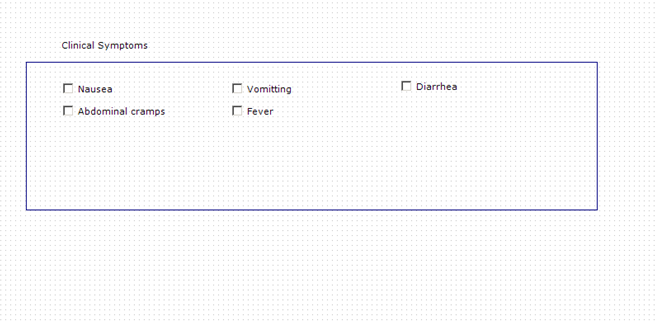 Clinical Symptoms
Nausea Vomitting Diarrhea
Abdominal cramps Fever